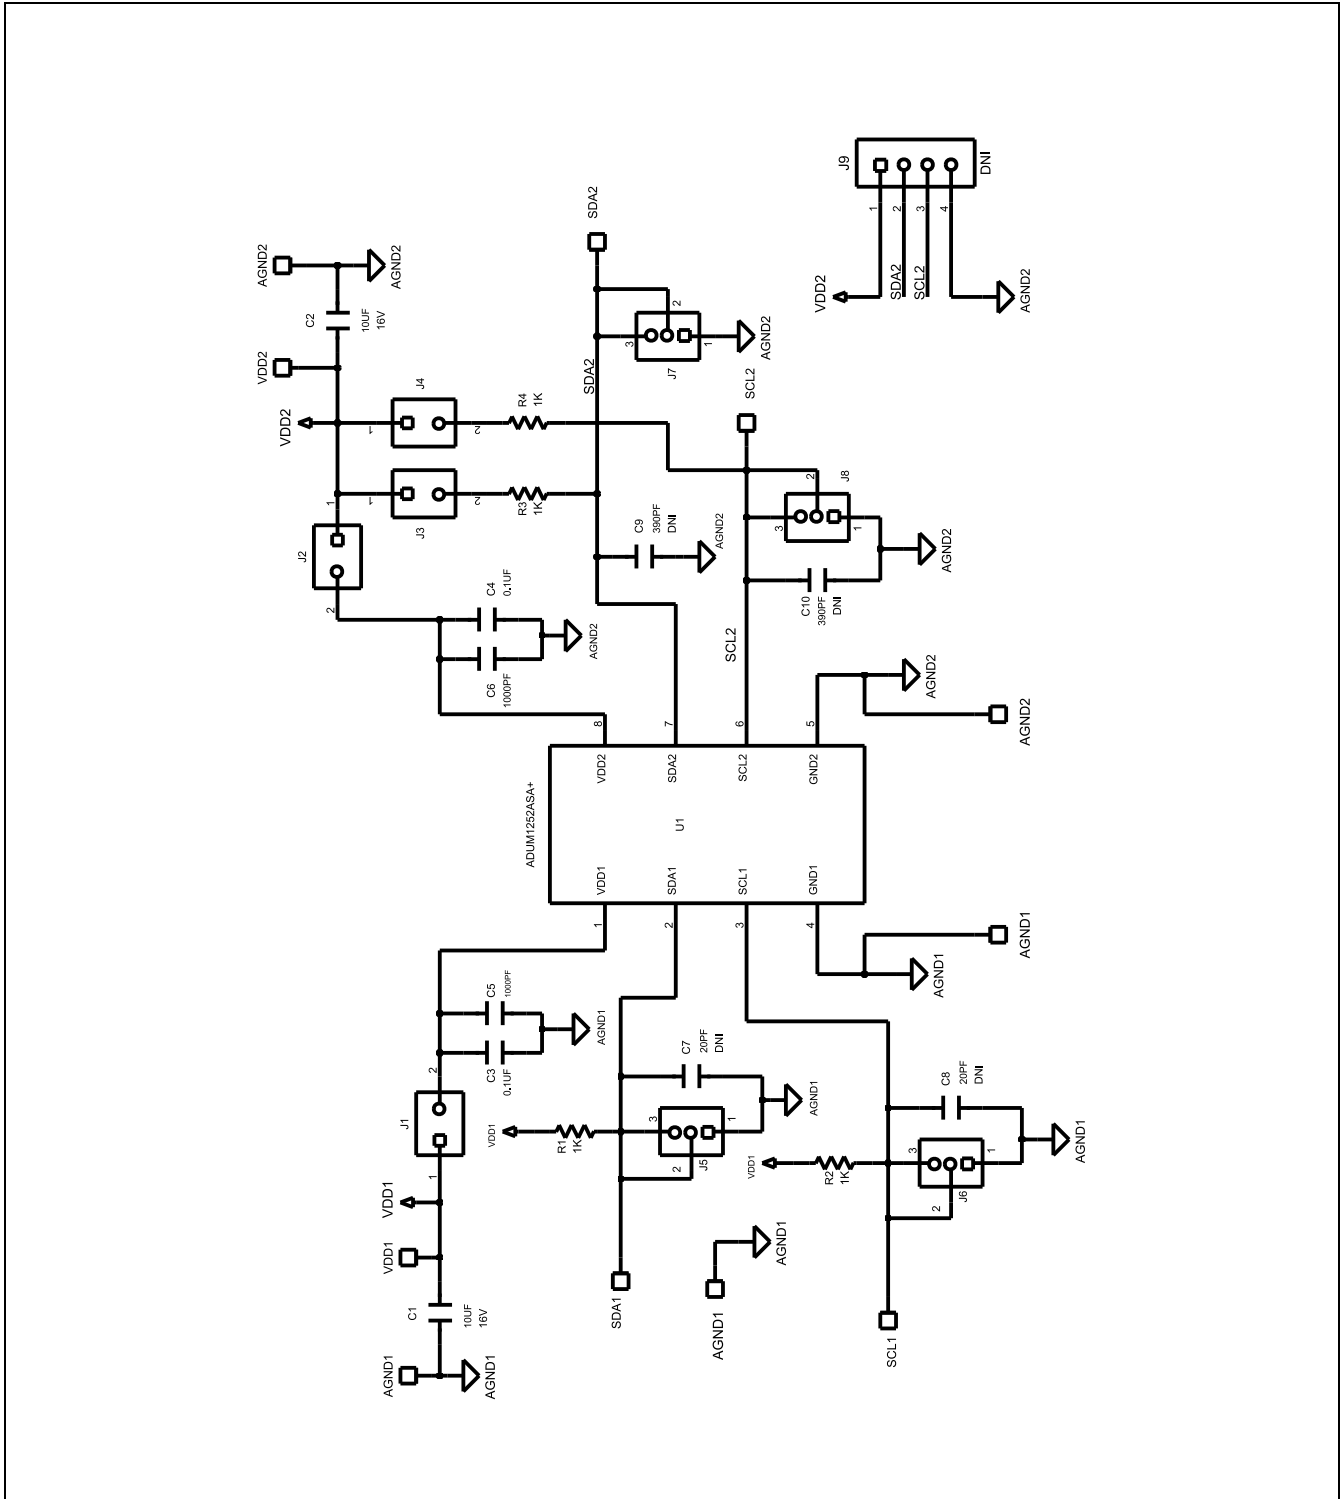 J9
DNI
1
2
3
4
VDD2
SDA2
SCL2
AGND2
SDA2
AGND2
AGND2
C2
10UF
16V
VDD2
VDD2
J4
1
2
R4
1K
SDA2
2
3
1
J7
AGND2
SCL2
J3
1
2
R3
1K
1
J2
2
C9
390PF
DNI
AGND2
2
J8
3
1
AGND2
C10
390PF
DNI
SCL2
C4
0.1UF
C6
1000PF
AGND2
AGND2
AGND2
8
7
6
5
VDD2
SDA2
SCL2
GND2
ADUM1252ASA+
U1
VDD1
SDA1
SCL1
GND1
1
2
3
4
AGND1
AGND1
C5
1000PF
C3
0.1UF
AGND1
2
J1
1
VDD1
VDD1
C1
10UF
16V
AGND1
AGND1
C7
20PF
DNI
AGND1
VDD1
R1
1K
3
1
2
J5
SDA1
AGND1
AGND1
C8
20PF
DNI
AGND1
VDD1
R2
1K
3
1
2
J6
SCL1